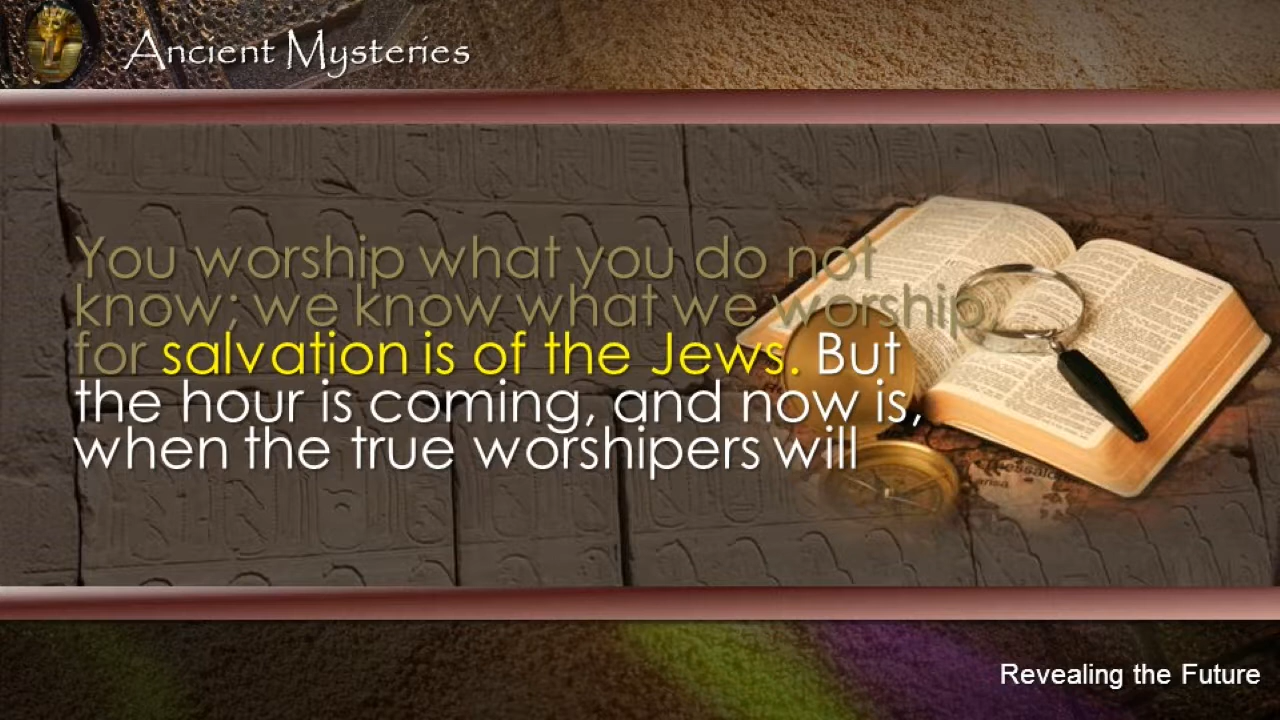 Ancient Mysteries
You worship what you do not
know; we know what we worship,
for salvation is of the Jews. But
the hour is coming, and now is,
when the true worshipers will
Revealing the Future